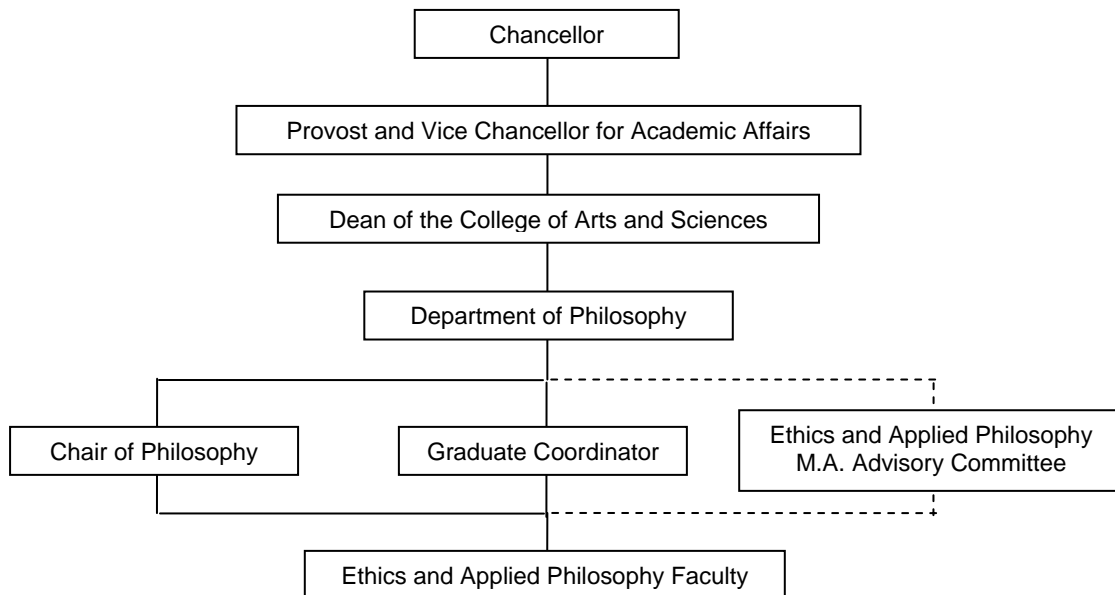 Chancellor
Provost and Vice Chancellor for Academic Affairs
Dean of the College of Arts and Sciences
Department of Philosophy
Chair of Philosophy
Graduate Coordinator
Ethics and Applied Philosophy
M.A. Advisory Committee
Ethics and Applied Philosophy Faculty